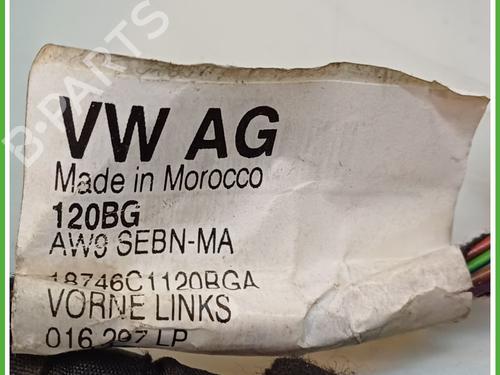 B-PARTS
VW AG
Made in Morocco
120BG
AW9 SEBN-MA
18746C1120BGA
VORNE LINKS
016 297 LP